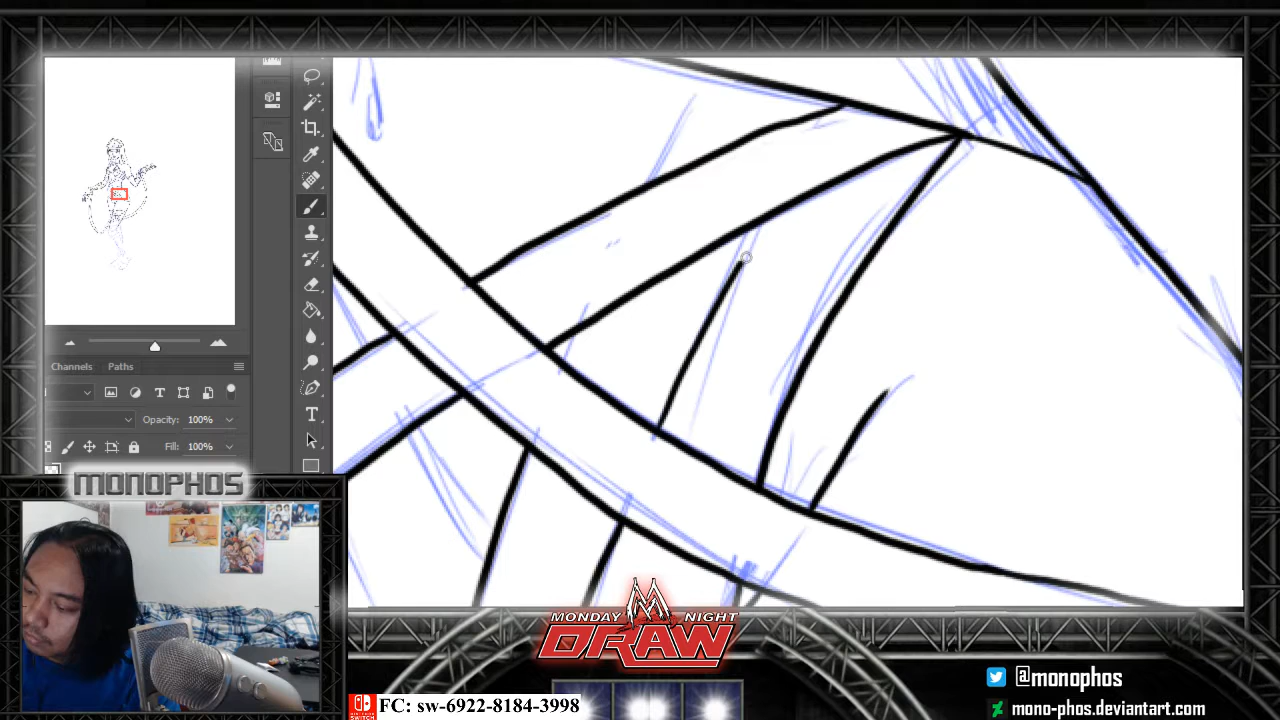 Channels Paths
Opacity: 100%
Fill: 100%
T
MONOPHOS
MONDAY NIGHT
DRAW
FC: sw-6922-8184-3998
@monophos
mono-phos.deviantart.com